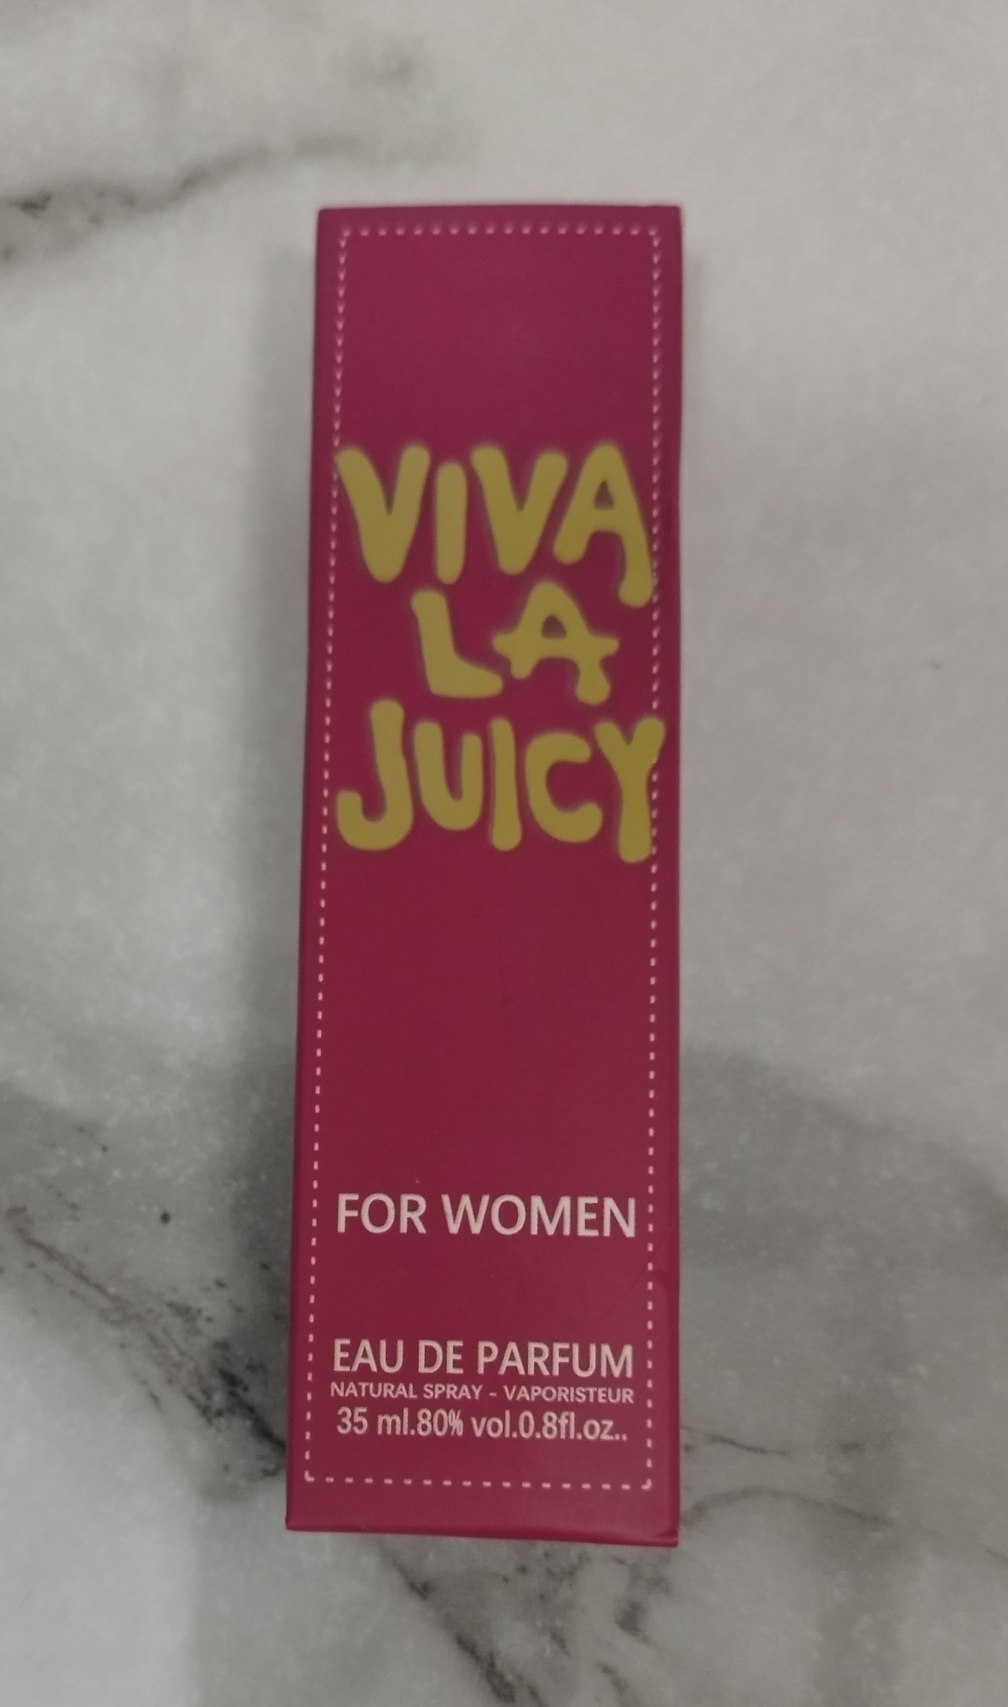 VIVA
LA
JUICY
FOR WOMEN
EAU DE PARFUM
NATURAL SPRAY - VAPORISTEUR
35 ml.80% vol.0.8fl.oz..